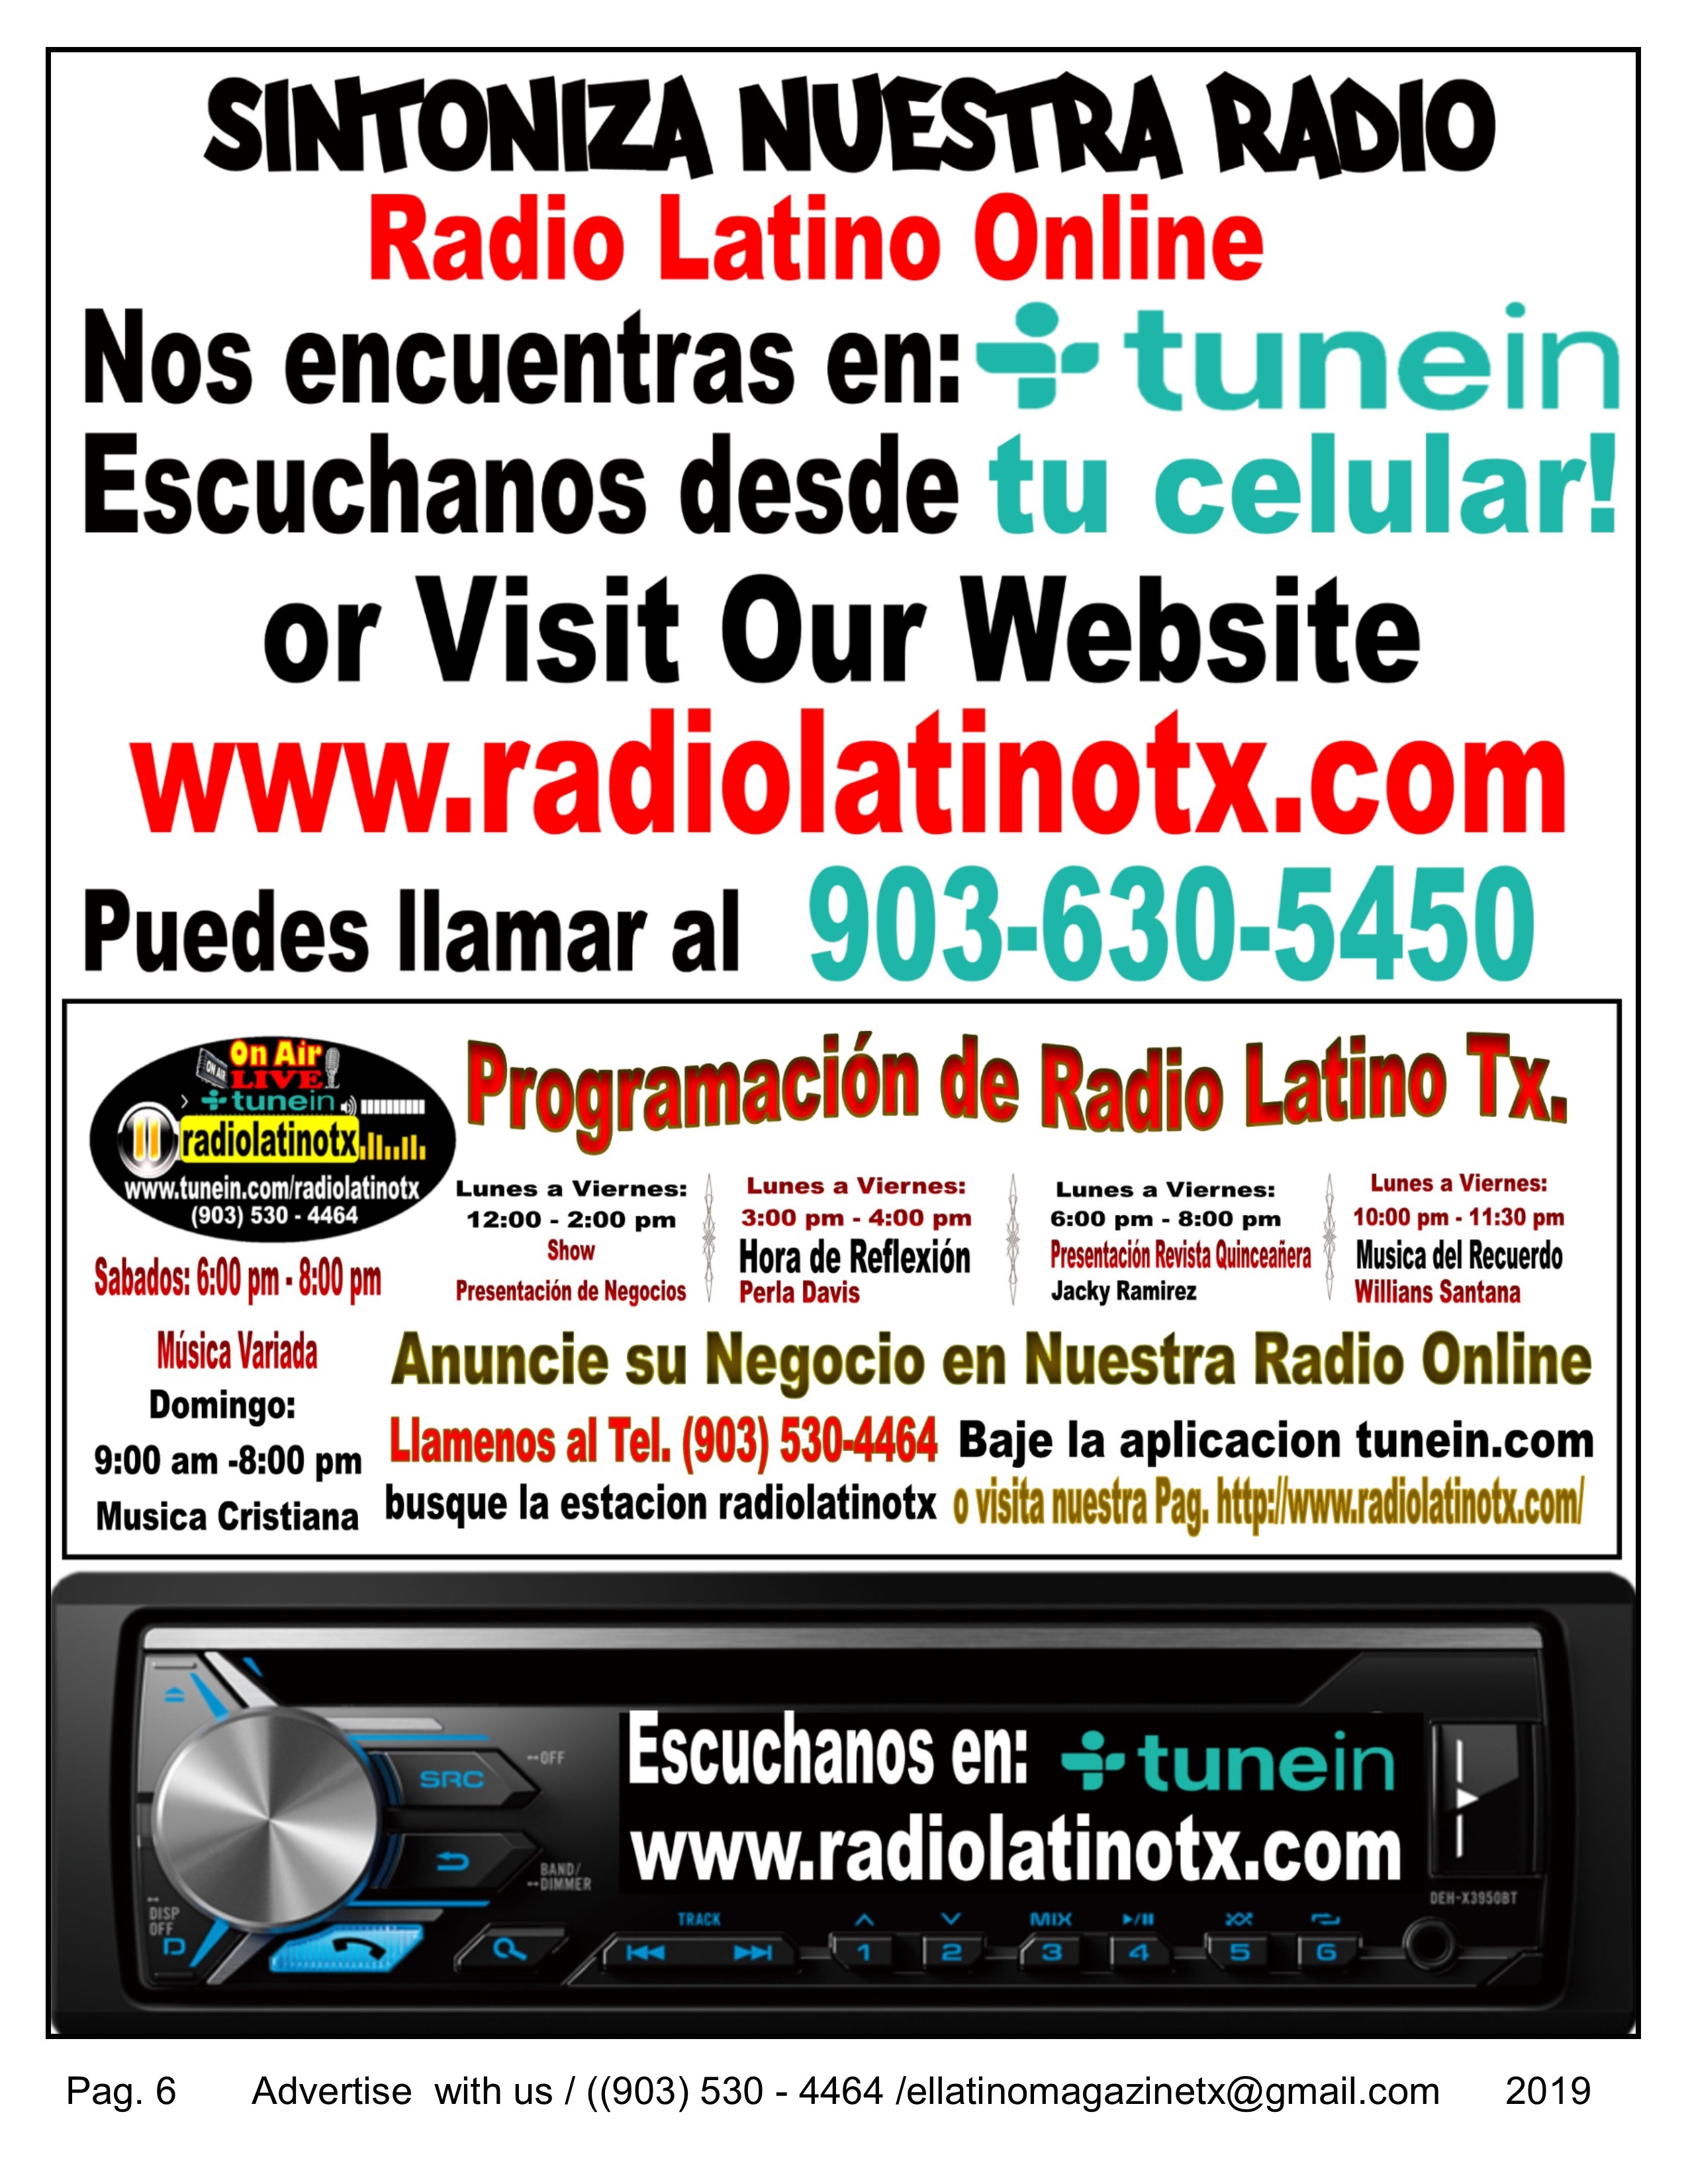 SINTONIZA NUESTRA RADIO
Radio Latino Online
Nos encuentras en: tunein
Escuchanos desde tu celular!
or Visit Our Website
www.radiolatinotx.com
Puedes llamar al 903-630-5450
On Air
ON AIR
LIVE
tunein
radiolatinotx
www.tunein.com/radiolatinotx
(903) 530 - 4464
Programación de Radio Latino Tx.
Lunes a Viernes:
12:00 - 2:00 pm
Show
Presentación de Negocios
Lunes a Viernes:
3:00 pm - 4:00 pm
Hora de Reflexión
Perla Davis
Lunes a Viernes:
6:00 pm - 8:00 pm
Presentación Revista Quinceañera
Jacky Ramirez
Lunes a Viernes:
10:00 pm - 11:30 pm
Musica del Recuerdo
Willians Santana
Sabados: 6:00 pm - 8:00 pm
Música Variada
Domingo:
9:00 am -8:00 pm
Musica Cristiana
Anuncie su Negocio en Nuestra Radio Online
Llamenos al Tel. (903) 530-4464 Baje la aplicacion tunein.com
busque la estacion radiolatinotx o visita nuestra Pag. http://www.radiolatinotx.com/
Escuchanos en: tunein
www.radiolatinotx.com
SRC
OFF
BAND/
DIMMER
DISP
OFF
D
DEH-X3950BT
TRACK
MIX
1 2 3 4 5 6
Pag. 6 Advertise with us / ((903) 530 - 4464 /ellatinomagazinetx@gmail.com 2019